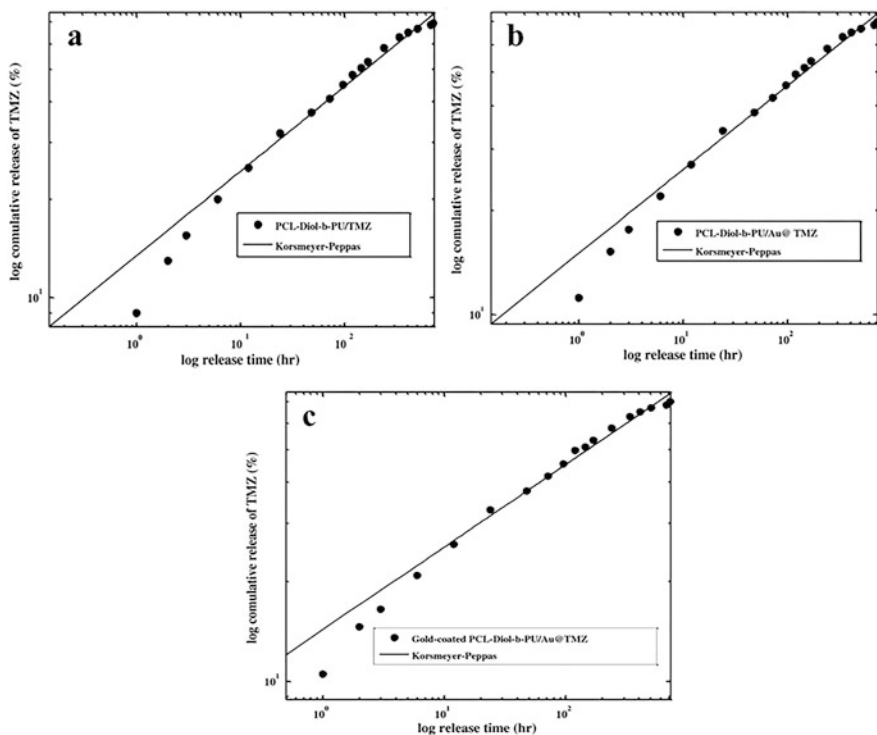 a
log comulative release of TMZ (%)
10¹
PCL-Diol-b-PU/TMZ
Korsmeyer-Peppas
10⁰ 10¹ 10²
log release time (hr)
b
log comulative release of TMZ (%)
10¹
PCL-Diol-b-PU/Au@ TMZ
Korsmeyer-Peppas
10⁰ 10¹ 10²
log release time (hr)
c
log comulative release of TMZ (%)
10¹
Gold-coated PCL-Diol-b-PU/Au@TMZ
Korsmeyer-Peppas
10⁰ 10¹ 10²
log release time (hr)